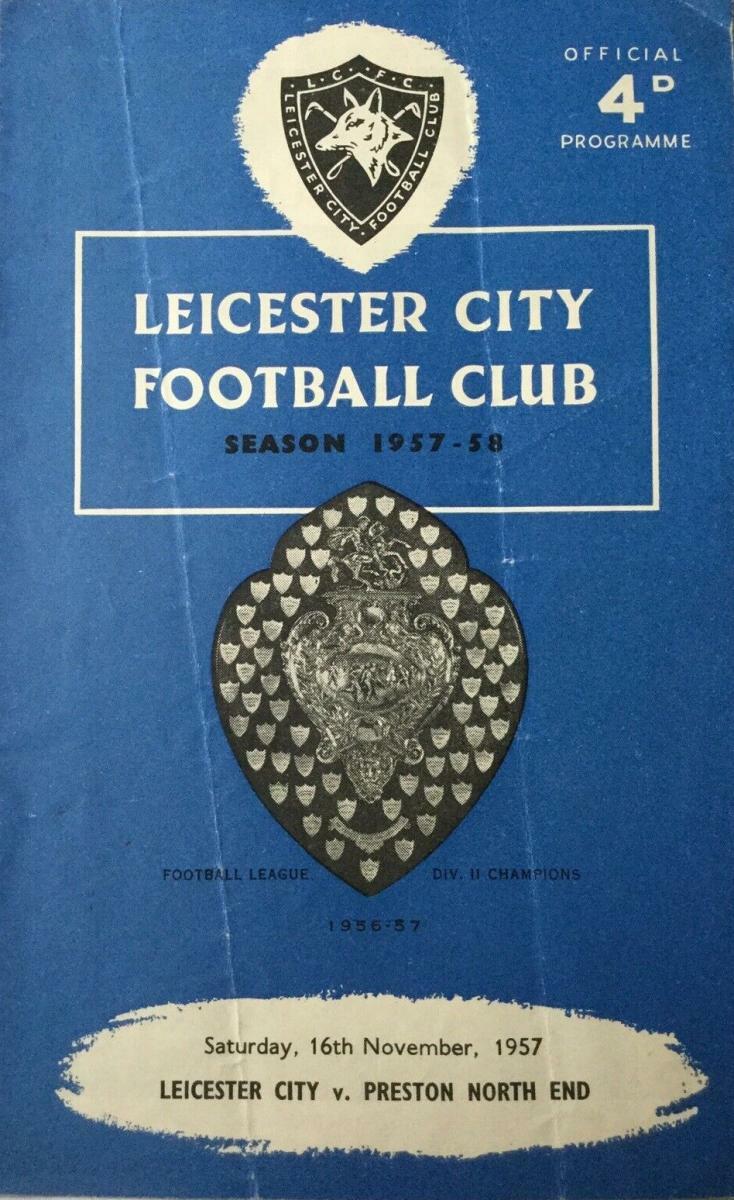 L·C·F·C·
LEICESTER CITY · FOOTBALL CLUB
OFFICIAL
4D
PROGRAMME
LEICESTER CITY
FOOTBALL CLUB
SEASON 1957-58
FOOTBALL LEAGUE DIV. II CHAMPIONS
1956-57
Saturday, 16th November, 1957
LEICESTER CITY v. PRESTON NORTH END